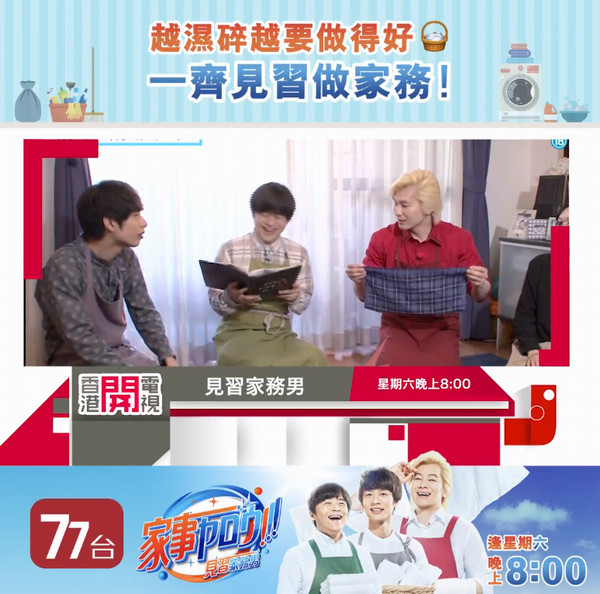 越濕碎越要做得好
一齊見習做家務!
18
香港開電視
見習家務男
星期六晚上8:00
77台
家事ヤロウ!!!
見習家務男
逢星期六
晚上8:00